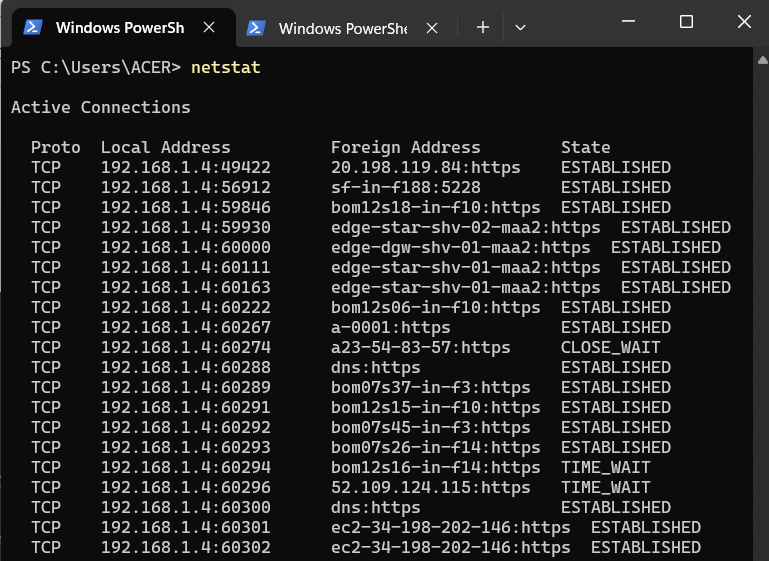 Windows PowerSh Windows PowerShe
PS C:\Users\ACER> netstat
Active Connections
Proto Local Address Foreign Address State
TCP 192.168.1.4:49422 20.198.119.84:https ESTABLISHED
TCP 192.168.1.4:56912 sf-in-f188:5228 ESTABLISHED
TCP 192.168.1.4:59846 bom12s18-in-f10:https ESTABLISHED
TCP 192.168.1.4:59930 edge-star-shv-02-maa2:https ESTABLISHED
TCP 192.168.1.4:60000 edge-dgw-shv-01-maa2:https ESTABLISHED
TCP 192.168.1.4:60111 edge-star-shv-01-maa2:https ESTABLISHED
TCP 192.168.1.4:60163 edge-star-shv-01-maa2:https ESTABLISHED
TCP 192.168.1.4:60222 bom12s06-in-f10:https ESTABLISHED
TCP 192.168.1.4:60267 a-0001:https ESTABLISHED
TCP 192.168.1.4:60274 a23-54-83-57:https CLOSE_WAIT
TCP 192.168.1.4:60288 dns:https ESTABLISHED
TCP 192.168.1.4:60289 bom07s37-in-f3:https ESTABLISHED
TCP 192.168.1.4:60291 bom12s15-in-f10:https ESTABLISHED
TCP 192.168.1.4:60292 bom07s45-in-f3:https ESTABLISHED
TCP 192.168.1.4:60293 bom07s26-in-f14:https ESTABLISHED
TCP 192.168.1.4:60294 bom12s16-in-f14:https TIME_WAIT
TCP 192.168.1.4:60296 52.109.124.115:https TIME_WAIT
TCP 192.168.1.4:60300 dns:https ESTABLISHED
TCP 192.168.1.4:60301 ec2-34-198-202-146:https ESTABLISHED
TCP 192.168.1.4:60302 ec2-34-198-202-146:https ESTABLISHED